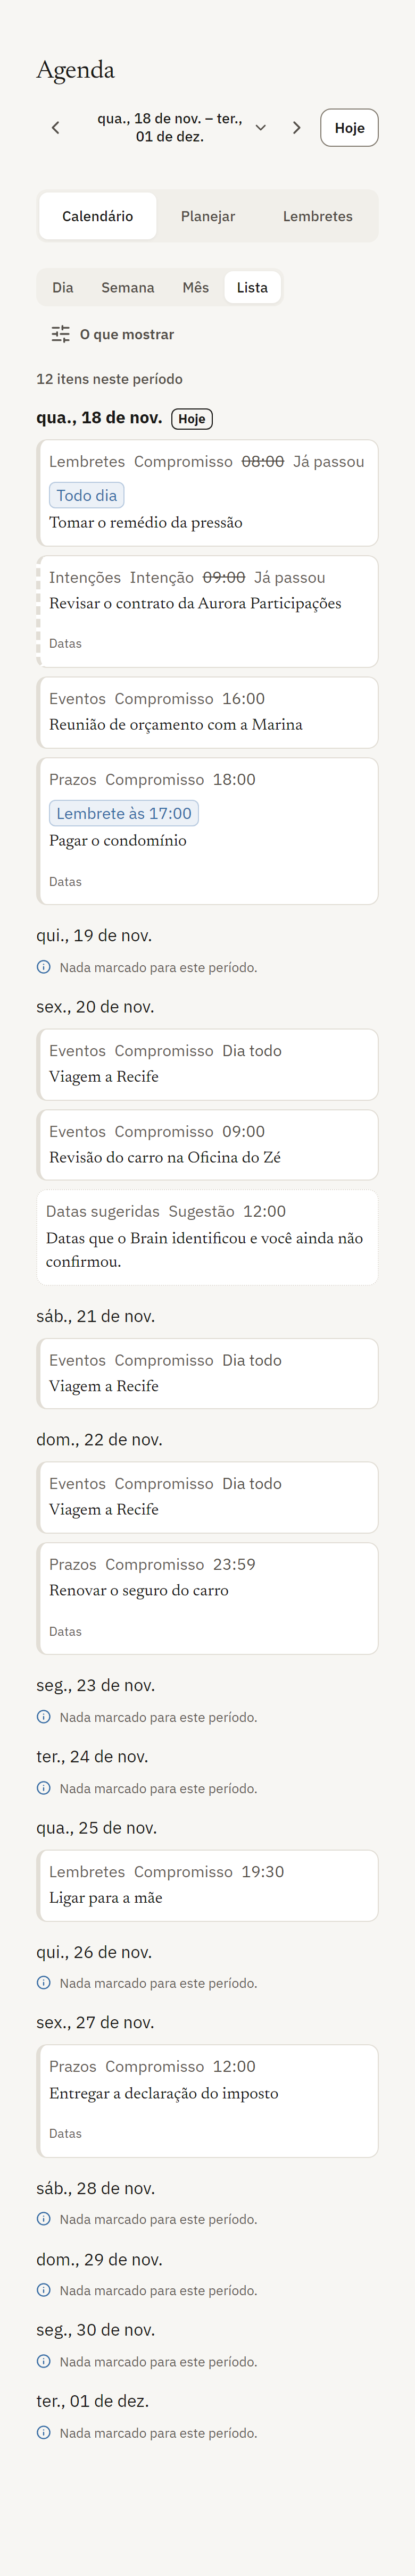 Agenda
qua., 18 de nov. – ter.,
01 de dez.
Hoje
Calendário Planejar Lembretes
Dia Semana Mês Lista
O que mostrar
12 itens neste período
qua., 18 de nov. Hoje
Lembretes Compromisso 08:00 Já passou
Todo dia
Tomar o remédio da pressão
Intenções Intenção 09:00 Já passou
Revisar o contrato da Aurora Participações
Datas
Eventos Compromisso 16:00
Reunião de orçamento com a Marina
Prazos Compromisso 18:00
Lembrete às 17:00
Pagar o condomínio
Datas
qui., 19 de nov.
Nada marcado para este período.
sex., 20 de nov.
Eventos Compromisso Dia todo
Viagem a Recife
Eventos Compromisso 09:00
Revisão do carro na Oficina do Zé
Datas sugeridas Sugestão 12:00
Datas que o Brain identificou e você ainda não
confirmou.
sáb., 21 de nov.
Eventos Compromisso Dia todo
Viagem a Recife
dom., 22 de nov.
Eventos Compromisso Dia todo
Viagem a Recife
Prazos Compromisso 23:59
Renovar o seguro do carro
Datas
seg., 23 de nov.
Nada marcado para este período.
ter., 24 de nov.
Nada marcado para este período.
qua., 25 de nov.
Lembretes Compromisso 19:30
Ligar para a mãe
qui., 26 de nov.
Nada marcado para este período.
sex., 27 de nov.
Prazos Compromisso 12:00
Entregar a declaração do imposto
Datas
sáb., 28 de nov.
Nada marcado para este período.
dom., 29 de nov.
Nada marcado para este período.
seg., 30 de nov.
Nada marcado para este período.
ter., 01 de dez.
Nada marcado para este período.